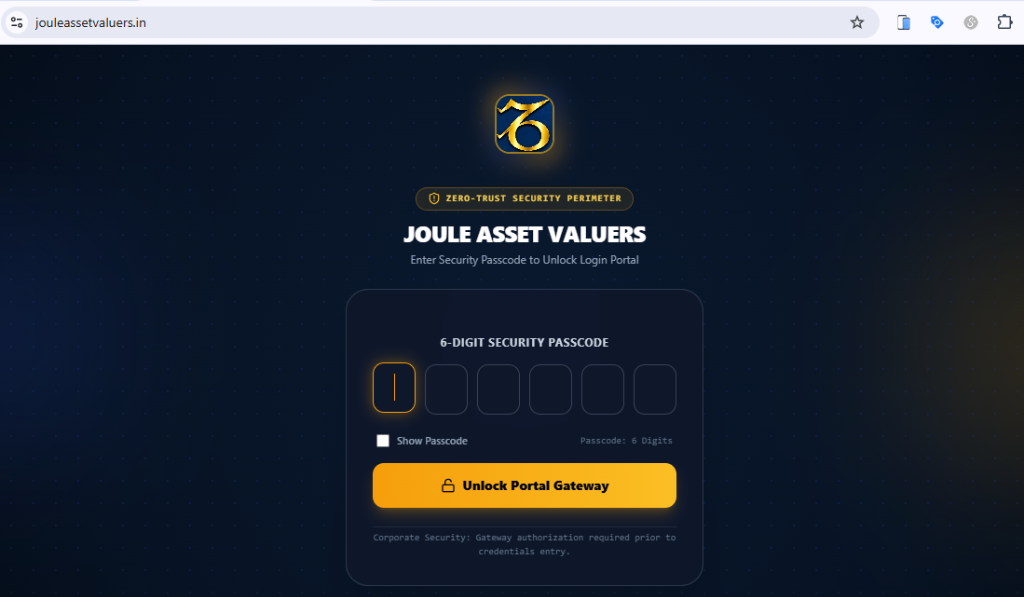 jouleassetvaluers.in
ZERO-TRUST SECURITY PERIMETER
JOULE ASSET VALUERS
Enter Security Passcode to Unlock Login Portal
6-DIGIT SECURITY PASSCODE
Show Passcode
Passcode: 6 Digits
Unlock Portal Gateway
Corporate Security: Gateway authorization required prior to
credentials entry.